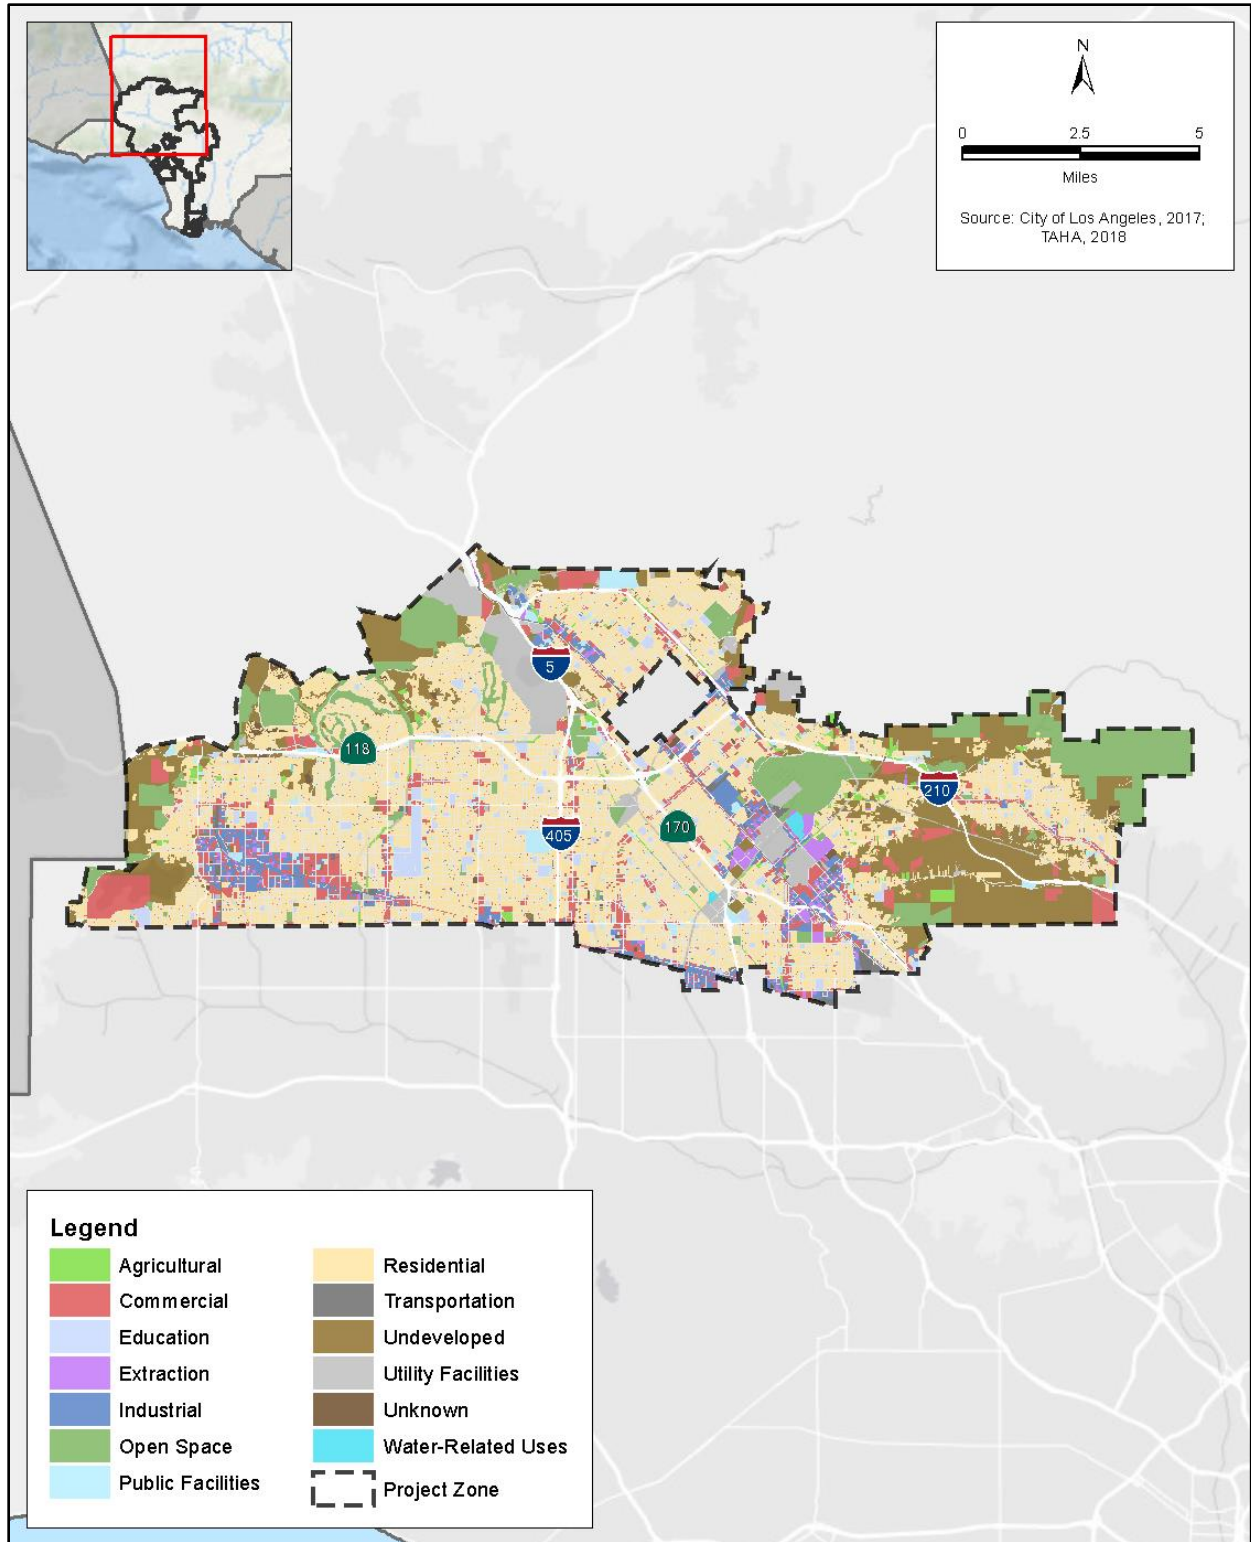 N
0 2.5 5
Miles
Source: City of Los Angeles, 2017;
TAHA, 2018
5
118
210
405
170
Legend
Agricultural
Commercial
Education
Extraction
Industrial
Open Space
Public Facilities
Residential
Transportation
Undeveloped
Utility Facilities
Unknown
Water-Related Uses
Project Zone